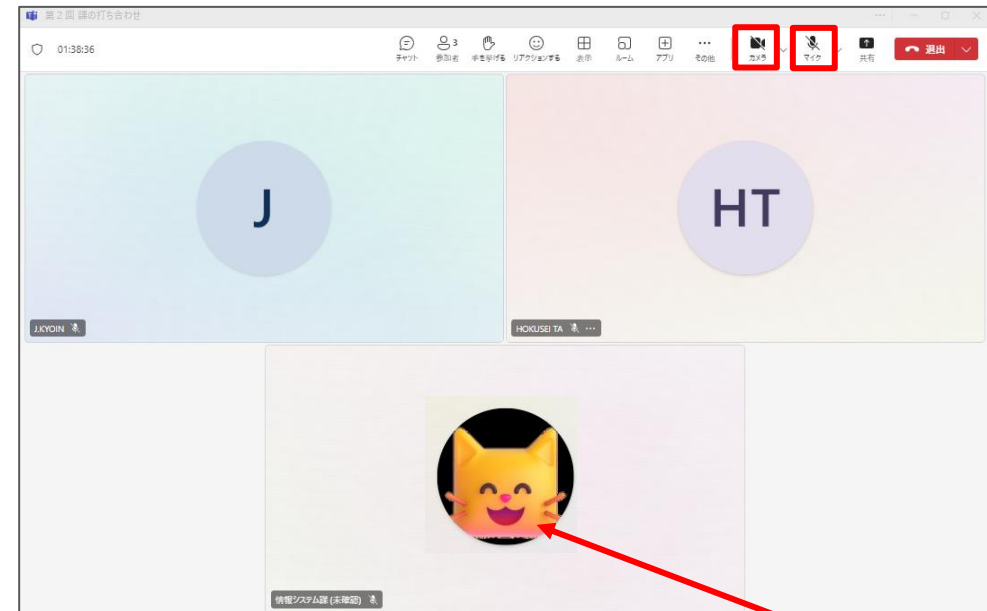 第２回 課の打ち合わせ
01:38:36
チャット
3
参加者
手を挙げる
リアクションする
表示
ルーム
アプリ
その他
カメラ
マイク
共有
退出
J
HT
J.KYOIN
HOKUSEI TA
情報システム課 (未確認)